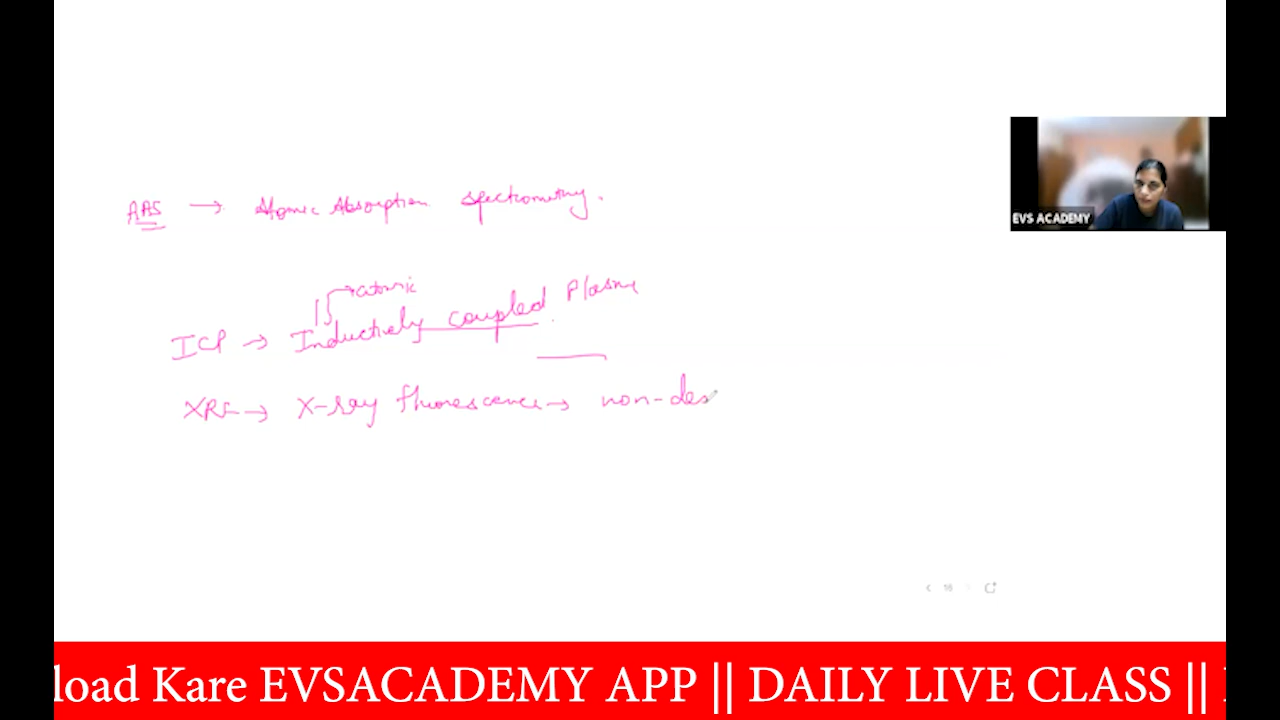 AAS → Atomic Absorption Spectrometry.
EVS ACADEMY
atomic
ICP → Inductively coupled Plasma
XRF → X-ray fluorescence → non-des
16
load Kare EVSACADEMY APP || DAILY LIVE CLASS ||